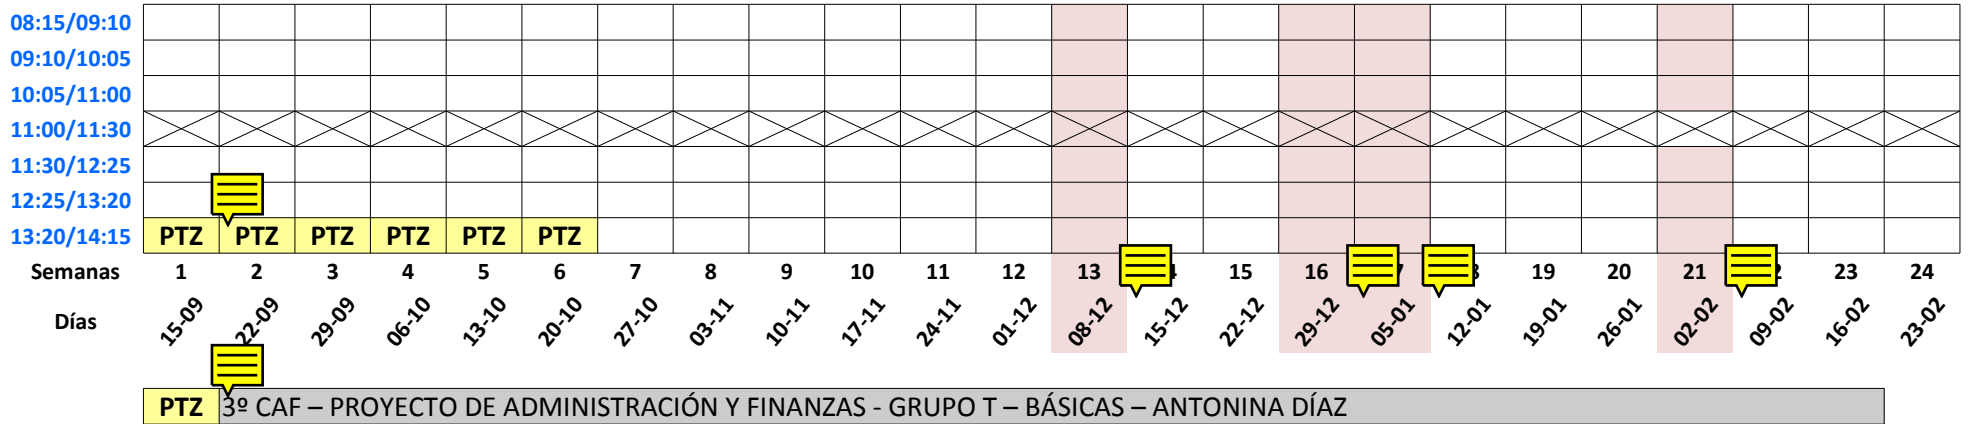 08:15/09:10
09:10/10:05
10:05/11:00
11:00/11:30
11:30/12:25
12:25/13:20
13:20/14:15 PTZ PTZ PTZ PTZ PTZ PTZ
Semanas 1 2 3 4 5 6 7 8 9 10 11 12 13 15 16 19 20 21 23 24
Días 15-09 22-09 29-09 06-10 13-10 20-10 27-10 03-11 10-11 17-11 24-11 01-12 08-12 15-12 22-12 29-12 05-01 12-01 19-01 26-01 02-02 09-02 16-02 23-02
PTZ 3º CAF – PROYECTO DE ADMINISTRACIÓN Y FINANZAS - GRUPO T – BÁSICAS – ANTONINA DÍAZ